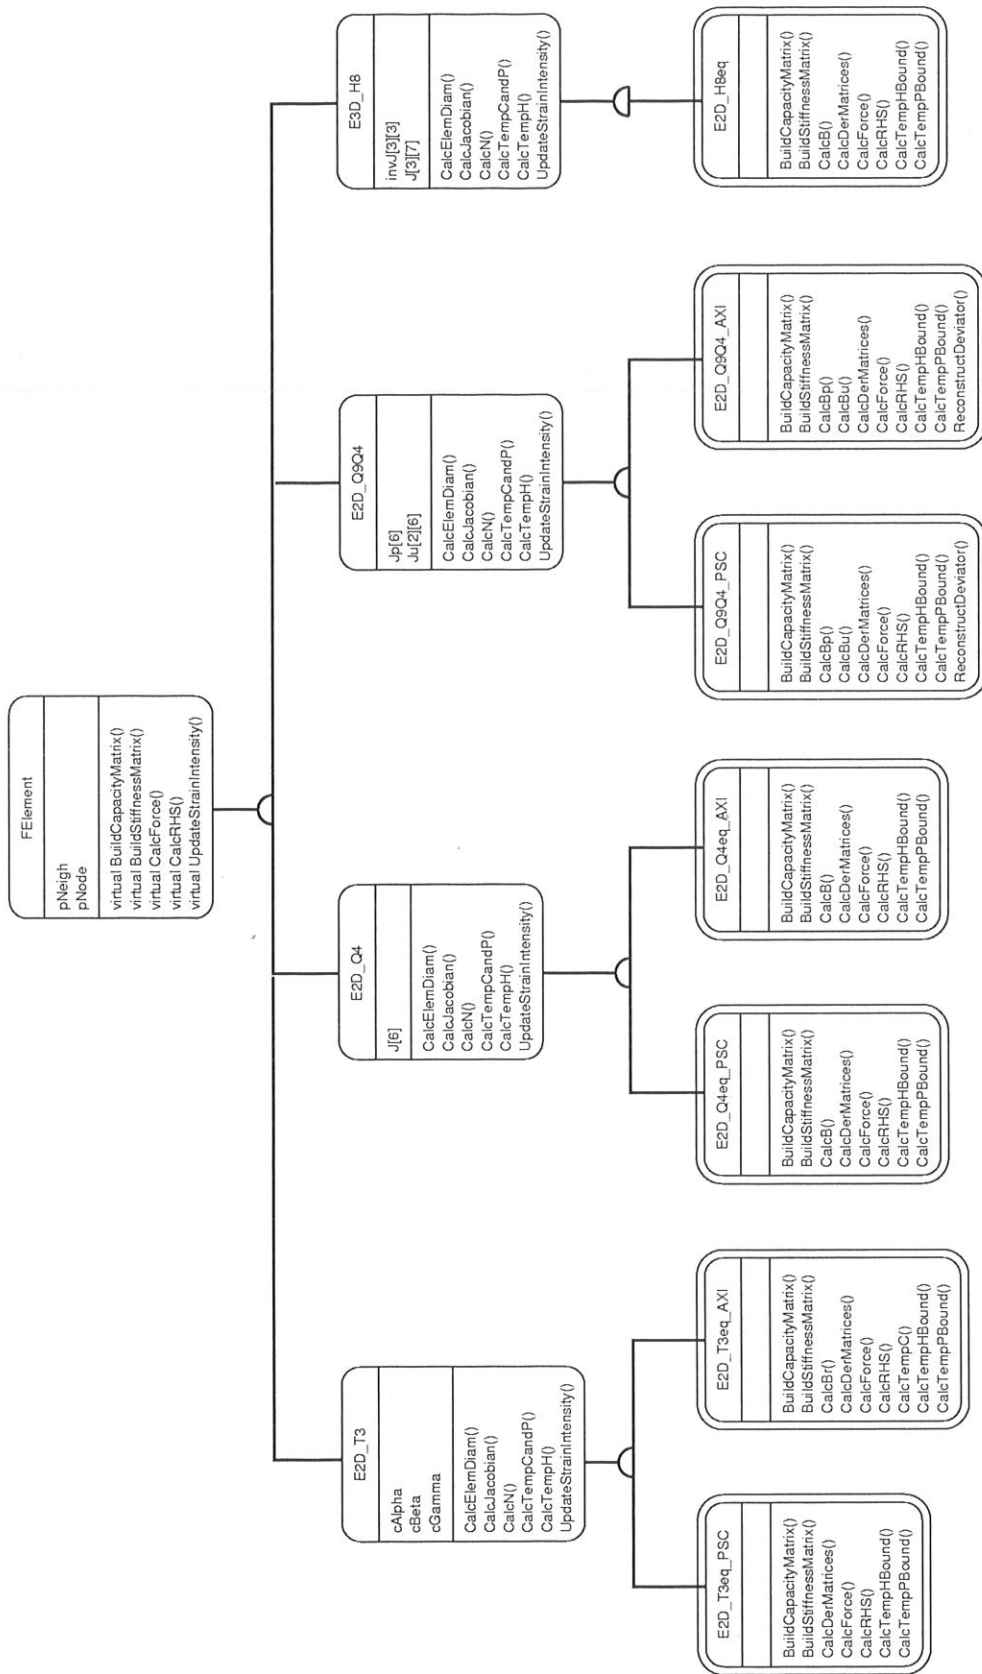 FElement
pNeigh
pNode
virtual BuildCapacityMatrix()
virtual BuildStiffnessMatrix()
virtual CalcForce()
virtual CalcRHS()
virtual UpdateStrainIntensity()
E2D_T3
cAlpha
cBeta
cGamma
CalcElemDiam()
CalcJacobian()
CalcN()
CalcTempCandP()
CalcTempH()
UpdateStrainIntensity()
E2D_Q4
J[6]
CalcElemDiam()
CalcJacobian()
CalcN()
CalcTempCandP()
CalcTempH()
UpdateStrainIntensity()
E2D_Q9Q4
Jp[6]
Ju[2][6]
CalcElemDiam()
CalcJacobian()
CalcN()
CalcTempCandP()
CalcTempH()
UpdateStrainIntensity()
E3D_H8
invJ[3][3]
J[3][7]
CalcElemDiam()
CalcJacobian()
CalcN()
CalcTempCandP()
CalcTempH()
UpdateStrainIntensity()
E2D_T3eq_PSC
BuildCapacityMatrix()
BuildStiffnessMatrix()
CalcDerMatrices()
CalcForce()
CalcRHS()
CalcTempHBound()
CalcTempPBound()
E2D_T3eq_AXI
BuildCapacityMatrix()
BuildStiffnessMatrix()
CalcBr()
CalcDerMatrices()
CalcForce()
CalcRHS()
CalcTempC()
CalcTempHBound()
CalcTempPBound()
E2D_Q4eq_PSC
BuildCapacityMatrix()
BuildStiffnessMatrix()
CalcB()
CalcDerMatrices()
CalcForce()
CalcRHS()
CalcTempHBound()
CalcTempPBound()
E2D_Q4eq_AXI
BuildCapacityMatrix()
BuildStiffnessMatrix()
CalcB()
CalcDerMatrices()
CalcForce()
CalcRHS()
CalcTempHBound()
CalcTempPBound()
E2D_Q9Q4_PSC
BuildCapacityMatrix()
BuildStiffnessMatrix()
CalcBp()
CalcBu()
CalcDerMatrices()
CalcForce()
CalcRHS()
CalcTempHBound()
CalcTempPBound()
ReconstructDeviator()
E2D_Q9Q4_AXI
BuildCapacityMatrix()
BuildStiffnessMatrix()
CalcBp()
CalcBu()
CalcDerMatrices()
CalcForce()
CalcRHS()
CalcTempHBound()
CalcTempPBound()
ReconstructDeviator()
E2D_H8eq
BuildCapacityMatrix()
BuildStiffnessMatrix()
CalcB()
CalcDerMatrices()
CalcForce()
CalcRHS()
CalcTempHBound()
CalcTempPBound()